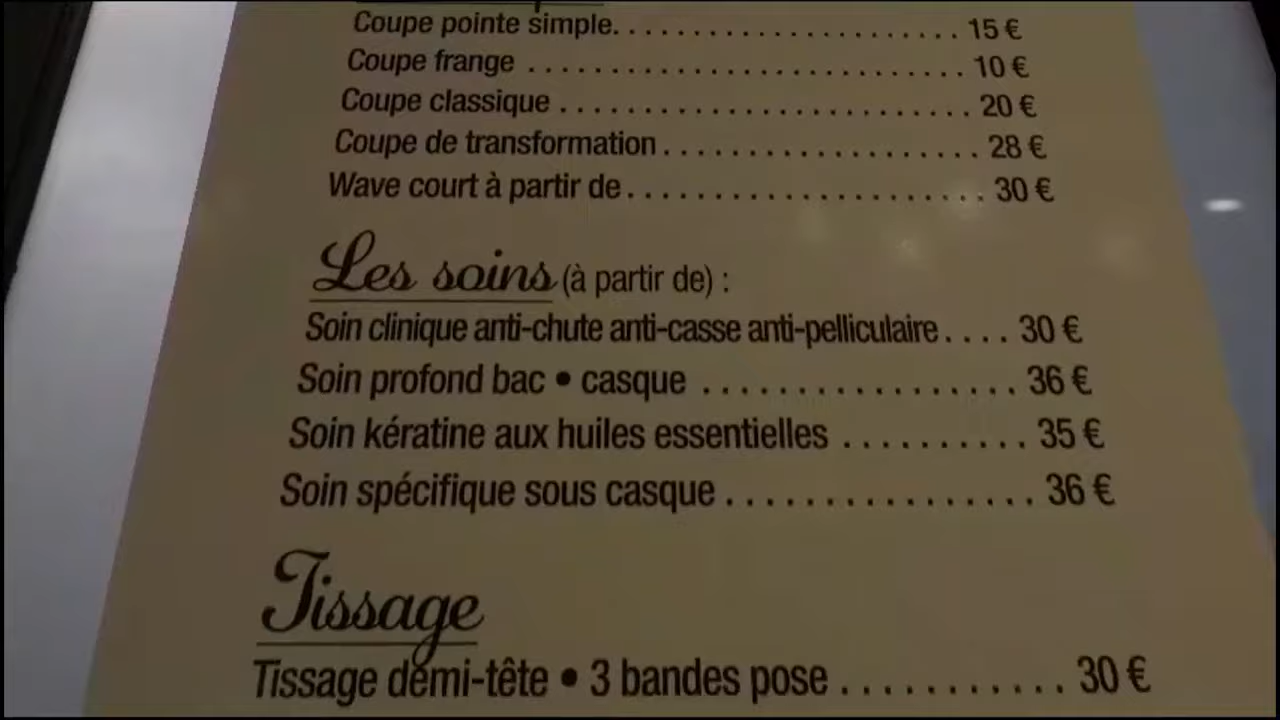 Coupe pointe simple. . . . . . . . . . . . . . . . . . . . . . . 15 €
Coupe frange . . . . . . . . . . . . . . . . . . . . . . . . . . . 10 €
Coupe classique . . . . . . . . . . . . . . . . . . . . . . . . . 20 €
Coupe de transformation . . . . . . . . . . . . . . . . . . . 28 €
Wave court à partir de. . . . . . . . . . . . . . . . . . . . . 30 €
Les soins (à partir de) :
Soin clinique anti-chute anti-casse anti-pelliculaire. . . . 30 €
Soin profond bac • casque . . . . . . . . . . . . . . . . . 36 €
Soin kératine aux huiles essentielles . . . . . . . . . . 35 €
Soin spécifique sous casque . . . . . . . . . . . . . . . . 36 €
Tissage
Tissage demi-tête • 3 bandes pose . . . . . . . . . . . 30 €